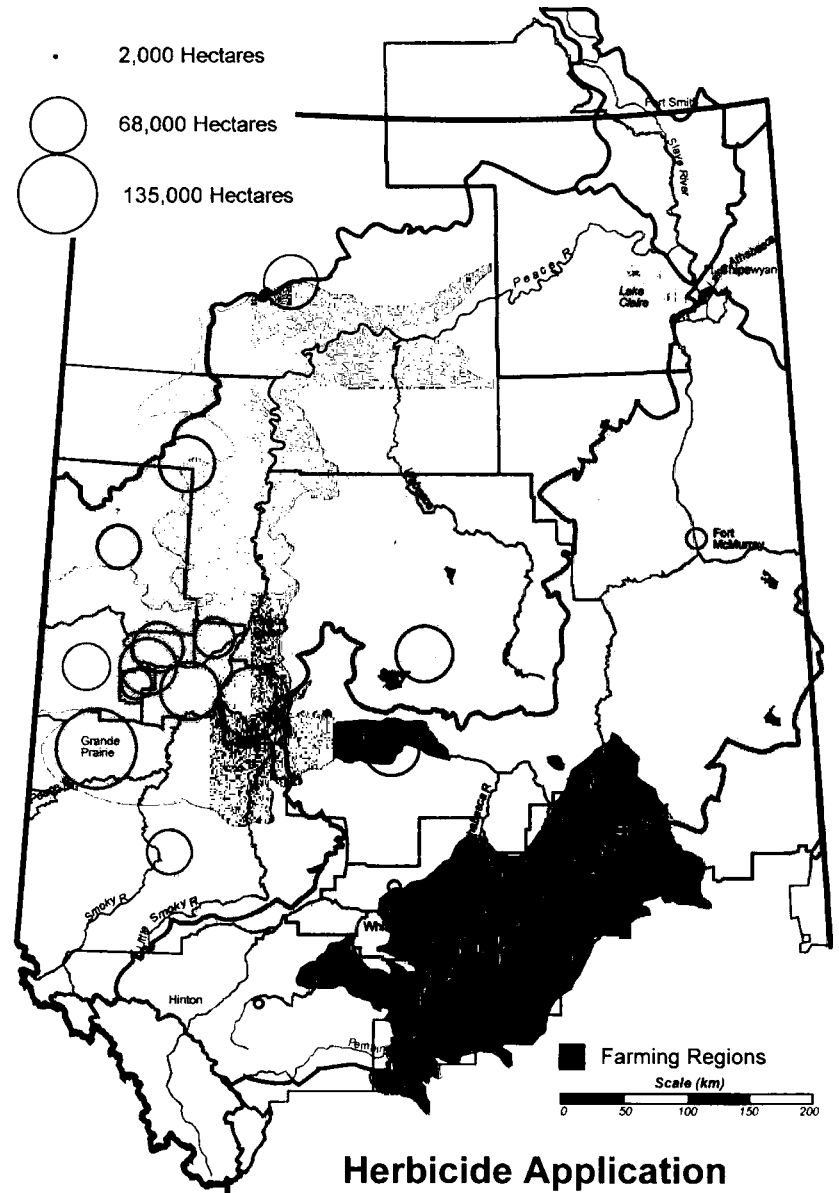 2,000 Hectares
68,000 Hectares
135,000 Hectares
Fort Smith
Slave River
Peace R
Lake
Claire
Athabasca
Chipewyan
Fort
McMurray
Grande
Prairie
Smoky R
Little Smoky R
Hinton
Farming Regions
Scale (km)
0 50 100 150 200
Herbicide Application